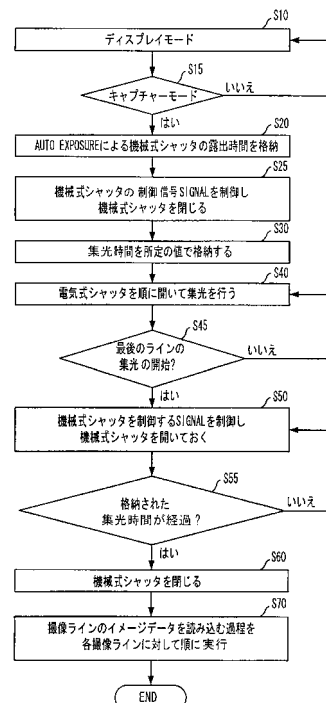 S10
ディスプレイモード
S15
キャプチャーモード
いいえ
はい
S20
AUTO EXPOSUREによる機械式シャッタの露出時間を格納
S25
機械式シャッタの 制御信号SIGNALを制御し
機械式シャッタを閉じる
S30
集光時間を所定の値で格納する
S40
電気式シャッタを順に開いて集光を行う
S45
最後のラインの
集光の開始?
いいえ
はい
S50
機械式シャッタを制御するSIGNALを制御し
機械式シャッタを開いておく
S55
格納された
集光時間が経過?
いいえ
はい
S60
機械式シャッタを閉じる
S70
撮像ラインのイメージデータを読み込む過程を
各撮像ラインに対して順に実行
END